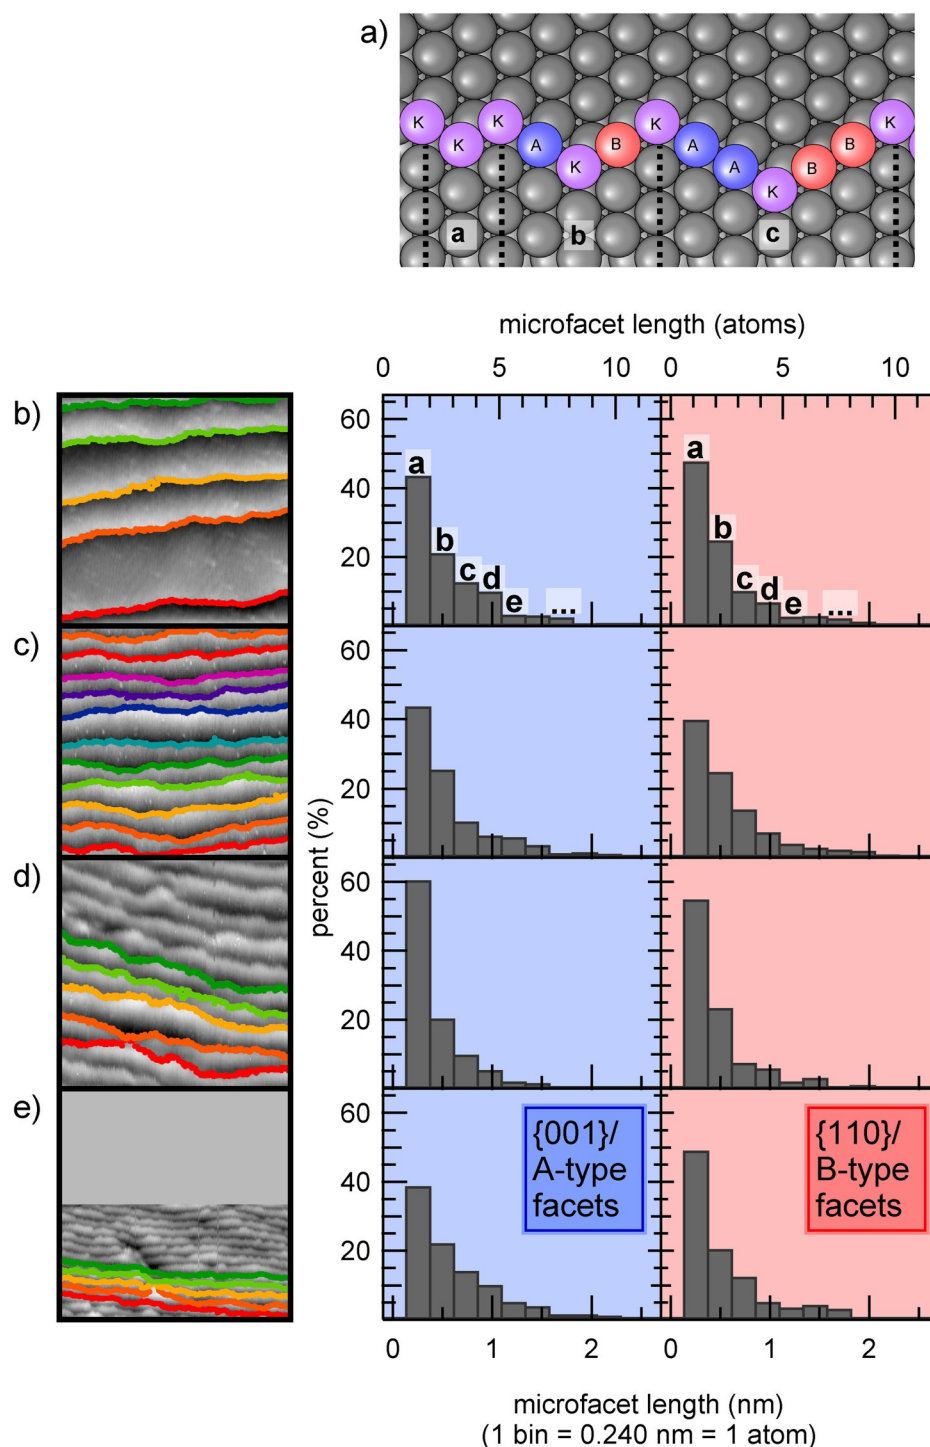 a)
K K K A K B K A A K B B K
a b c
microfacet length (atoms)
0 5 10 0 5 10
b)
60
40
20
a b c d e ...
a b c d e ...
c)
60
40
20
d)
60
40
20
percent (%)
e)
60
40
20
{001}/
A-type
facets
{110}/
B-type
facets
0 1 2 0 1 2
microfacet length (nm)
(1 bin = 0.240 nm = 1 atom)